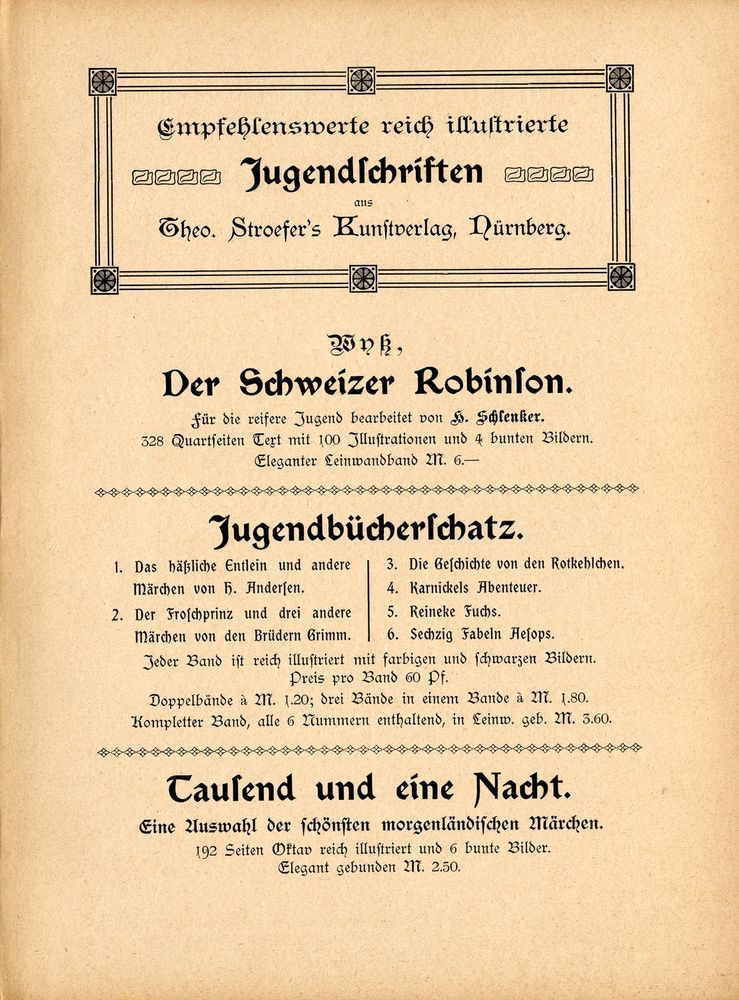 Empfehlenswerte reich illustrierte
Jugendschriften
aus
Theo. Stroefer's Kunstverlag, Nürnberg.
Wyß,
Der Schweizer Robinson.
Für die reifere Jugend bearbeitet von H. Schlenker.
328 Quartseiten Text mit 100 Illustrationen und 4 bunten Bildern.
Eleganter Leinwandband M. 6.—
Jugendbücherschatz.
1. Das häßliche Entlein und andere
Märchen von H. Andersen.
2. Der Froschprinz und drei andere
Märchen von den Brüdern Grimm.
3. Die Geschichte von den Rotkehlchen.
4. Karnickels Abenteuer.
5. Reineke Fuchs.
6. Sechzig Fabeln Aesops.
Jeder Band ist reich illustriert mit farbigen und schwarzen Bildern.
Preis pro Band 60 Pf.
Doppelbände à M. 1.20; drei Bände in einem Bande à M. 1.80.
Kompletter Band, alle 6 Nummern enthaltend, in Leinw. geb. M. 3.60.
Tausend und eine Nacht.
Eine Auswahl der schönsten morgenländischen Märchen.
192 Seiten Oktav reich illustriert und 6 bunte Bilder.
Elegant gebunden M. 2.50.